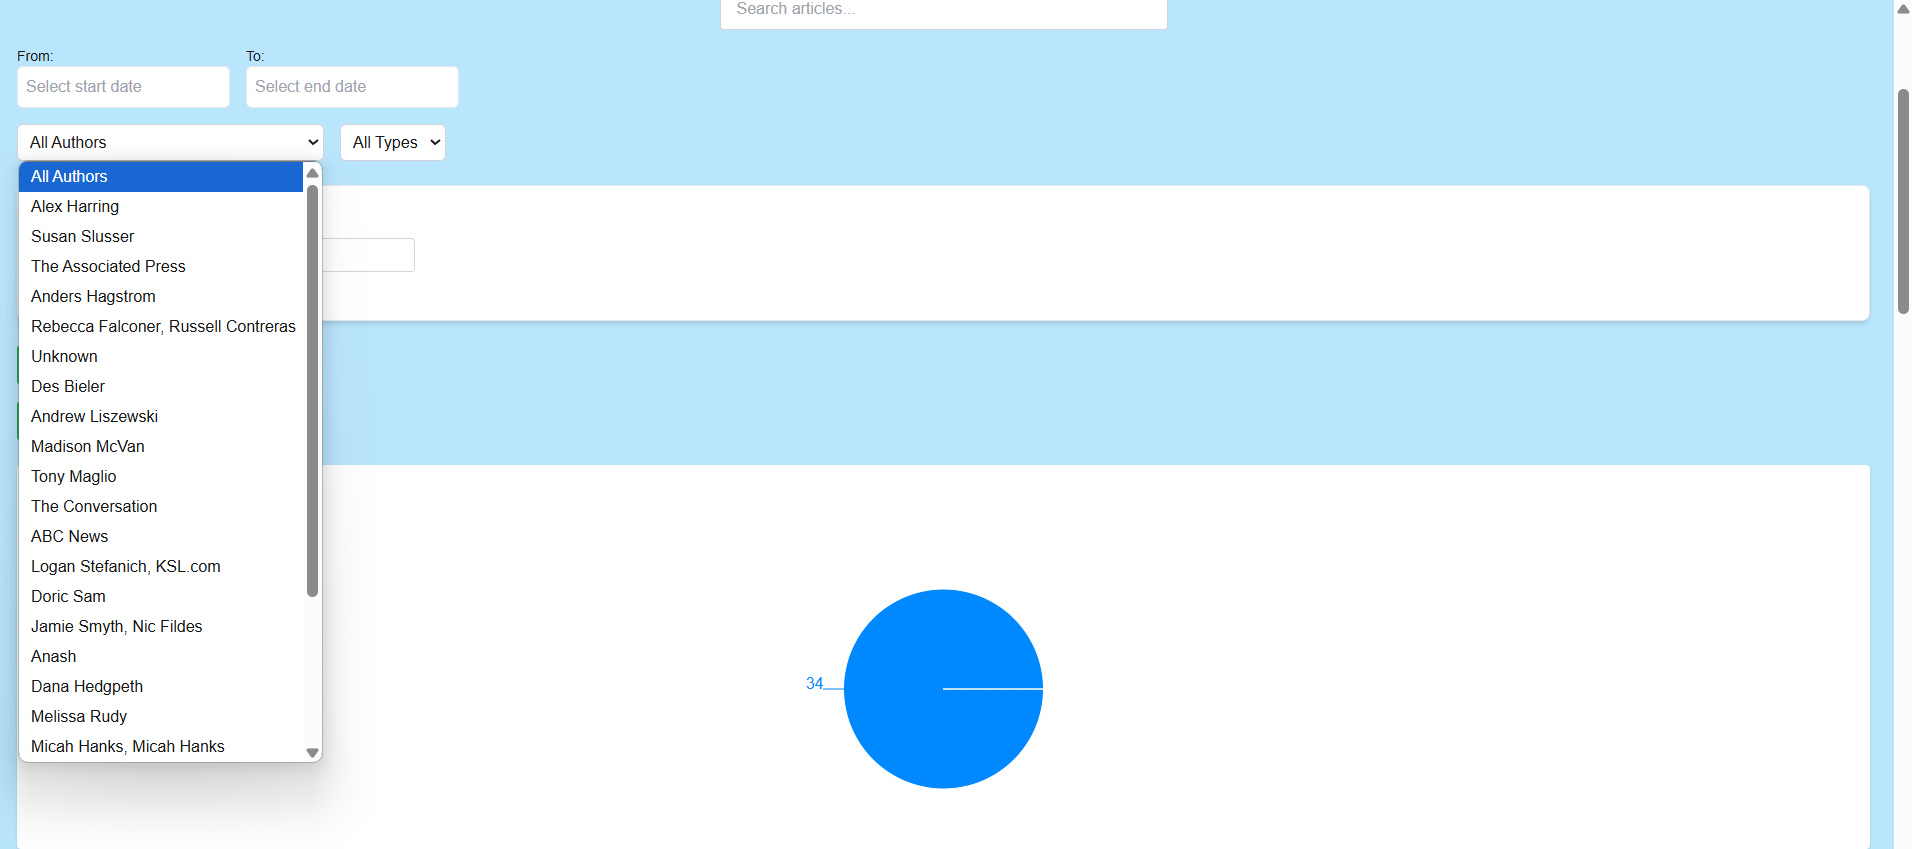 Search articles...
From:
To:
Select start date
Select end date
All Authors
All Types
All Authors
Alex Harring
Susan Slusser
The Associated Press
Anders Hagstrom
Rebecca Falconer, Russell Contreras
Unknown
Des Bieler
Andrew Liszewski
Madison McVan
Tony Maglio
The Conversation
ABC News
Logan Stefanich, KSL.com
Doric Sam
Jamie Smyth, Nic Fildes
Anash
Dana Hedgpeth
Melissa Rudy
Micah Hanks, Micah Hanks
34